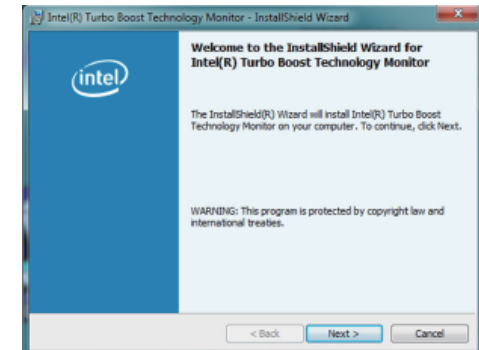 Intel(R) Turbo Boost Technology Monitor - InstallShield Wizard
Welcome to the InstallShield Wizard for
Intel(R) Turbo Boost Technology Monitor
intel
The InstallShield(R) Wizard will install Intel(R) Turbo Boost
Technology Monitor on your computer. To continue, click Next.
WARNING: This program is protected by copyright law and
international treaties.
< Back
Next >
Cancel